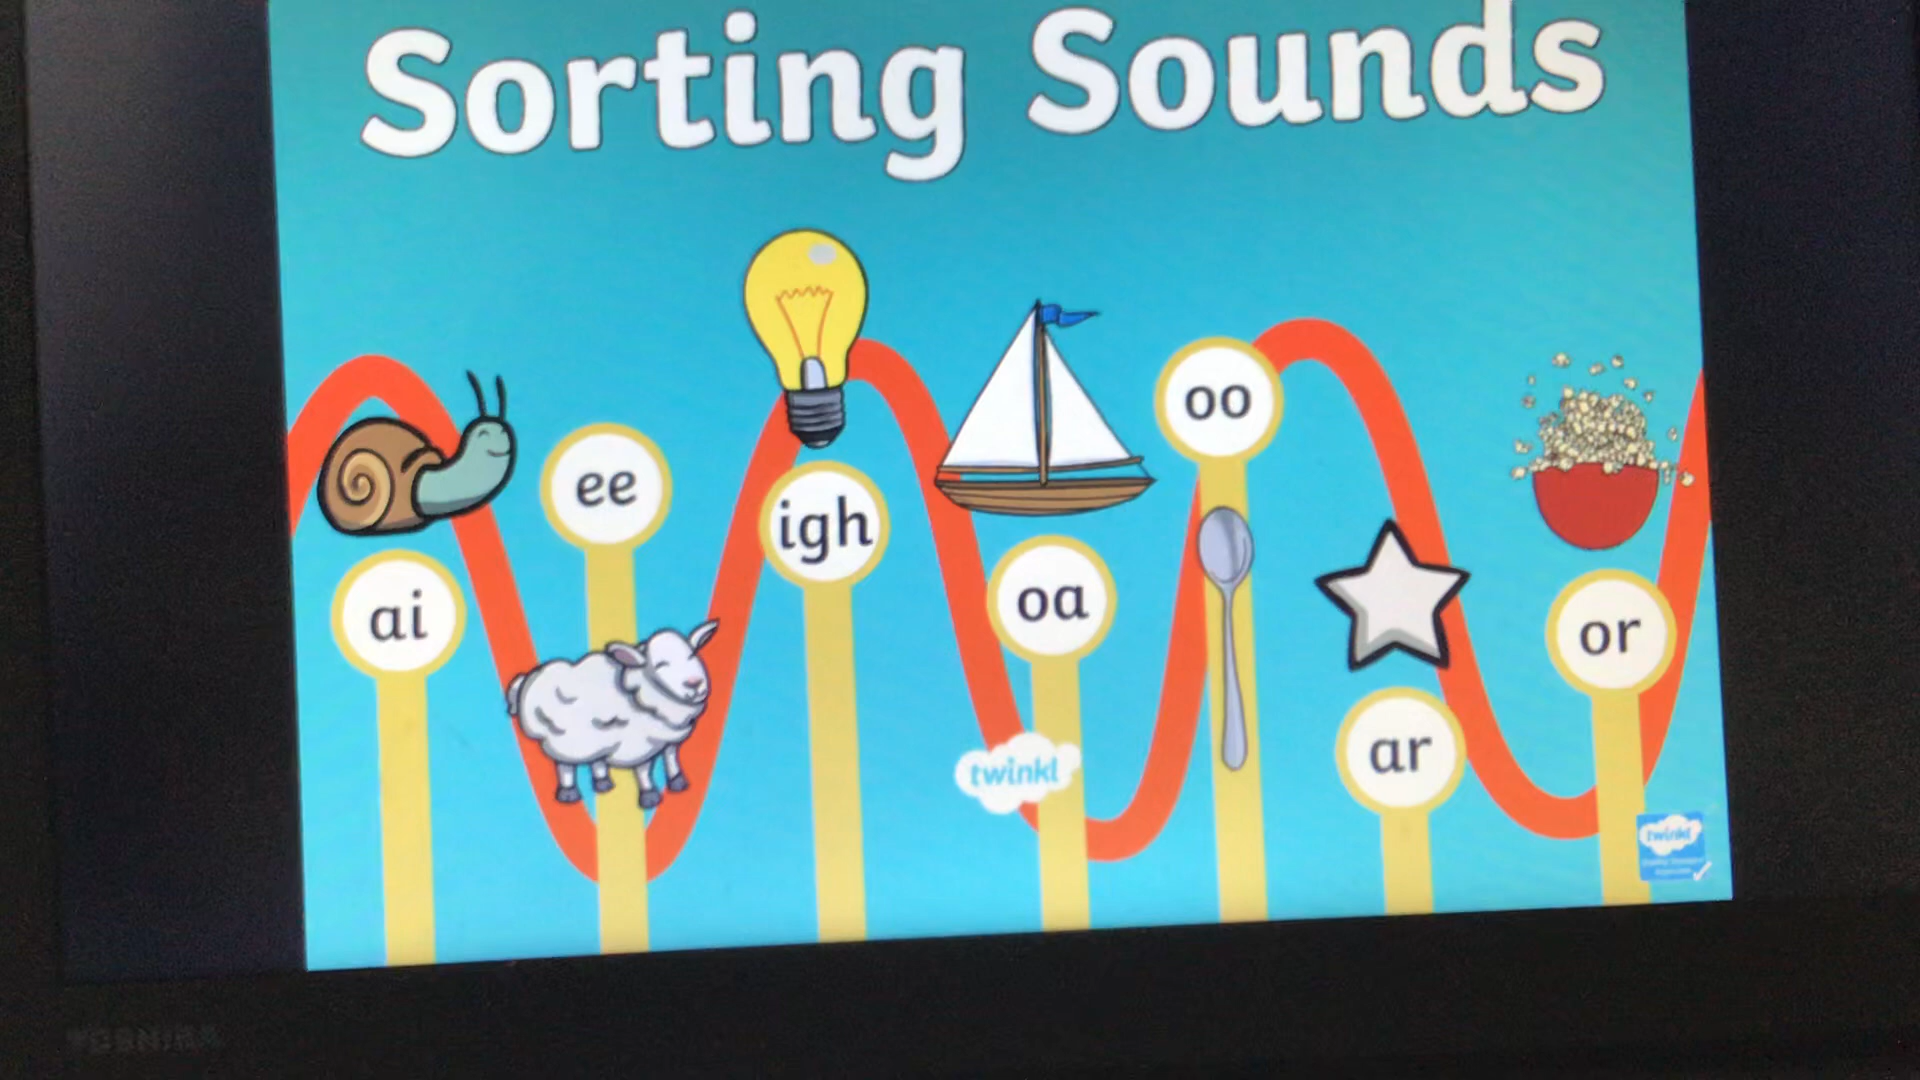 Sorting Sounds
ai
ee
igh
oa
oo
ar
or
twinkl
twinkl